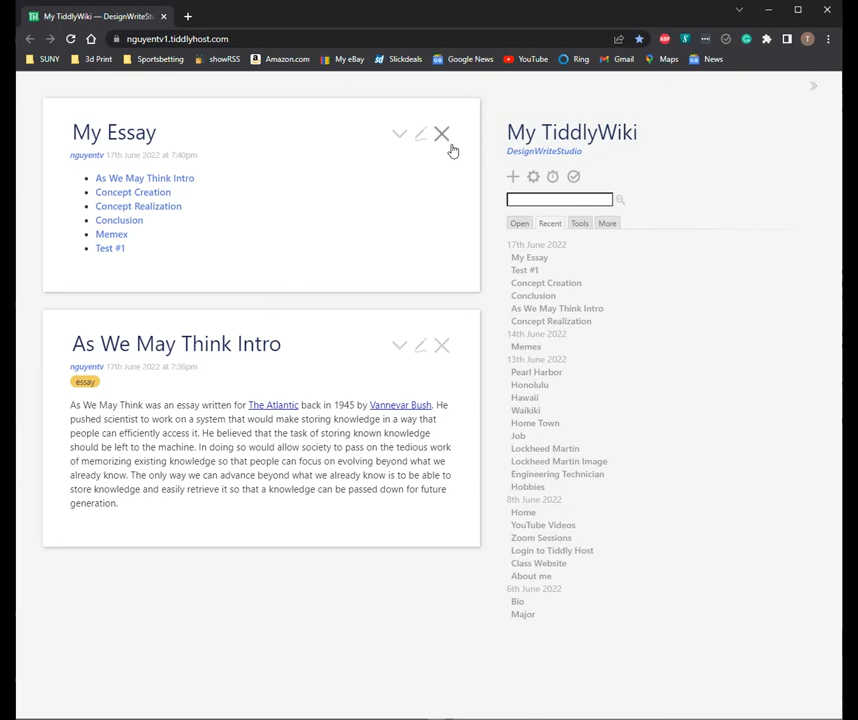 My TiddlyWiki — DesignWriteStu
nguyentv1.tiddlyhost.com
ABP
T
SUNY
3d Print
Sportsbetting
showRSS
Amazon.com
My eBay
Slickdeals
Google News
YouTube
Ring
Gmail
Maps
News
My Essay
nguyentv 17th June 2022 at 7:40pm
As We May Think Intro
Concept Creation
Concept Realization
Conclusion
Memex
Test #1
As We May Think Intro
nguyentv 17th June 2022 at 7:36pm
essay
As We May Think was an essay written for The Atlantic back in 1945 by Vannevar Bush. He
pushed scientist to work on a system that would make storing knowledge in a way that
people can efficiently access it. He believed that the task of storing known knowledge
should be left to the machine. In doing so would allow society to pass on the tedious work
of memorizing existing knowledge so that people can focus on evolving beyond what we
already know. The only way we can advance beyond what we already know is to be able to
store knowledge and easily retrieve it so that a knowledge can be passed down for future
generation.
My TiddlyWiki
DesignWriteStudio
Open
Recent
Tools
More
17th June 2022
My Essay
Test #1
Concept Creation
Conclusion
As We May Think Intro
Concept Realization
14th June 2022
Memex
13th June 2022
Pearl Harbor
Honolulu
Hawaii
Waikiki
Home Town
Job
Lockheed Martin
Lockheed Martin Image
Engineering Technician
Hobbies
8th June 2022
Home
YouTube Videos
Zoom Sessions
Login to Tiddly Host
Class Website
About me
6th June 2022
Bio
Major